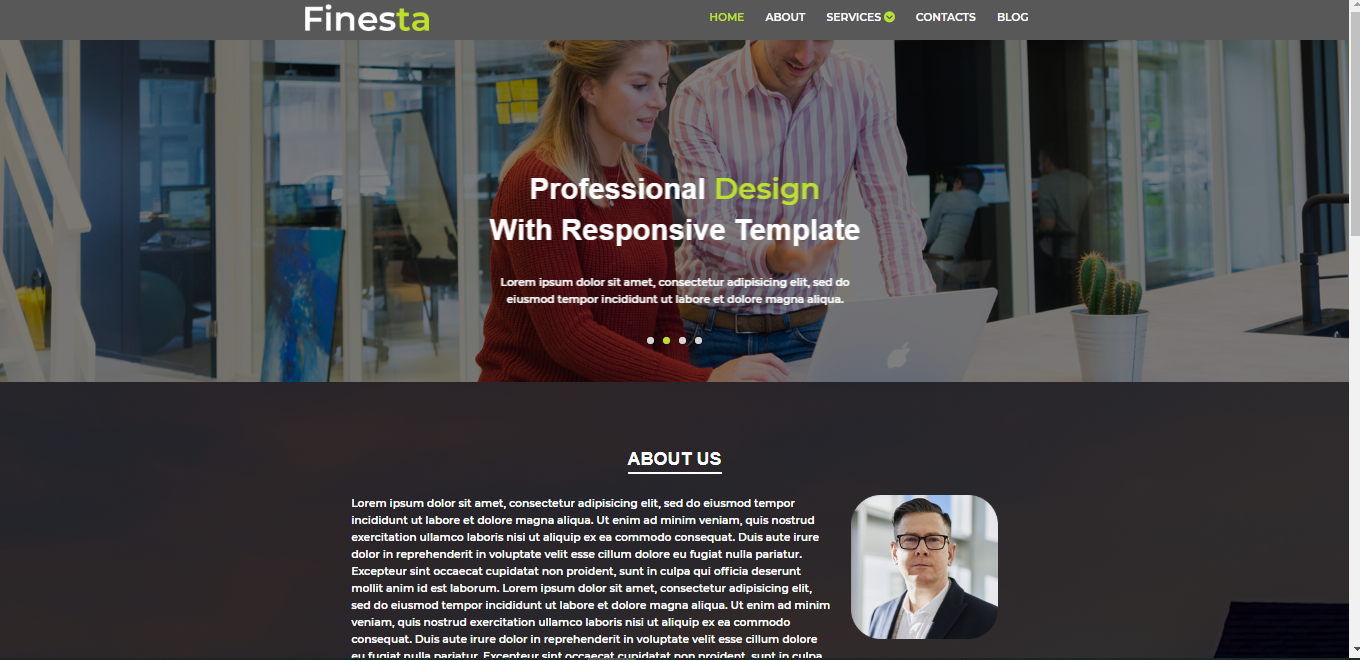 Finesta
HOME ABOUT SERVICES CONTACTS BLOG
Professional Design
With Responsive Template
Lorem ipsum dolor sit amet, consectetur adipisicing elit, sed do
eiusmod tempor incididunt ut labore et dolore magna aliqua.
ABOUT US
Lorem ipsum dolor sit amet, consectetur adipisicing elit, sed do eiusmod tempor
incididunt ut labore et dolore magna aliqua. Ut enim ad minim veniam, quis nostrud
exercitation ullamco laboris nisi ut aliquip ex ea commodo consequat. Duis aute irure
dolor in reprehenderit in voluptate velit esse cillum dolore eu fugiat nulla pariatur.
Excepteur sint occaecat cupidatat non proident, sunt in culpa qui officia deserunt
mollit anim id est laborum. Lorem ipsum dolor sit amet, consectetur adipisicing elit,
sed do eiusmod tempor incididunt ut labore et dolore magna aliqua. Ut enim ad minim
veniam, quis nostrud exercitation ullamco laboris nisi ut aliquip ex ea commodo
consequat. Duis aute irure dolor in reprehenderit in voluptate velit esse cillum dolore
eu fugiat nulla pariatur. Excepteur sint occaecat cupidatat non proident, sunt in culpa